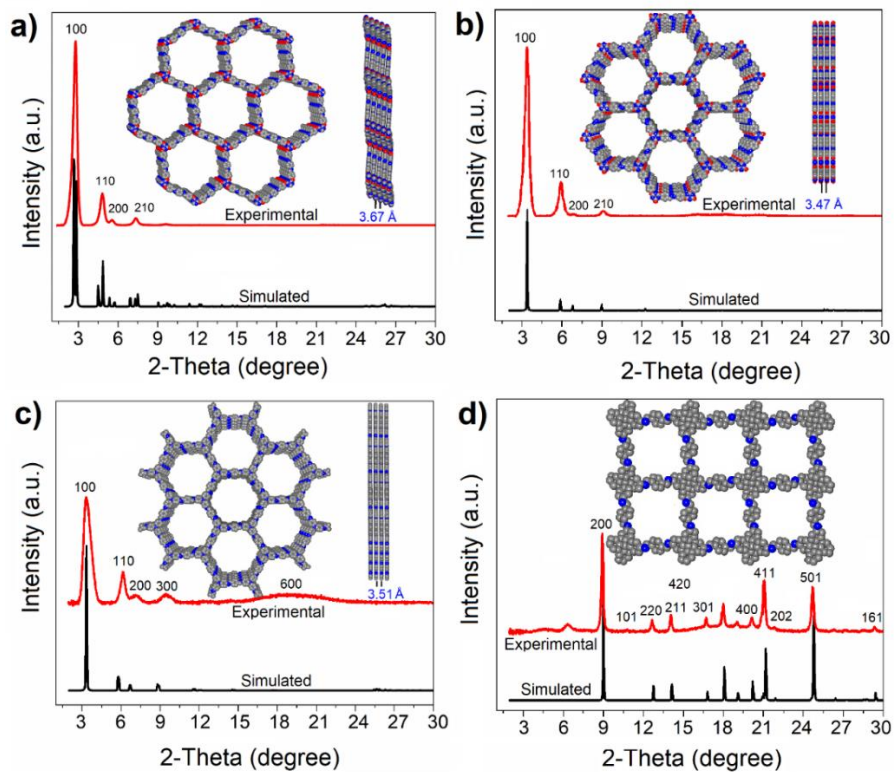 a)
100
110
200
210
Experimental
Simulated
3.67 Å
Intensity (a.u.)
3 6 9 12 15 18 21 24 27 30
2-Theta (degree)
b)
100
110
200
210
Experimental
Simulated
3.47 Å
Intensity (a.u.)
3 6 9 12 15 18 21 24 27 30
2-Theta (degree)
c)
100
110
200
300
600
Experimental
Simulated
3.51 Å
Intensity (a.u.)
3 6 9 12 15 18 21 24 27 30
2-Theta (degree)
d)
200
101
220
420
211
301
400
411
202
501
161
Experimental
Simulated
Intensity (a.u.)
3 6 9 12 15 18 21 24 27 30
2-Theta (degree)